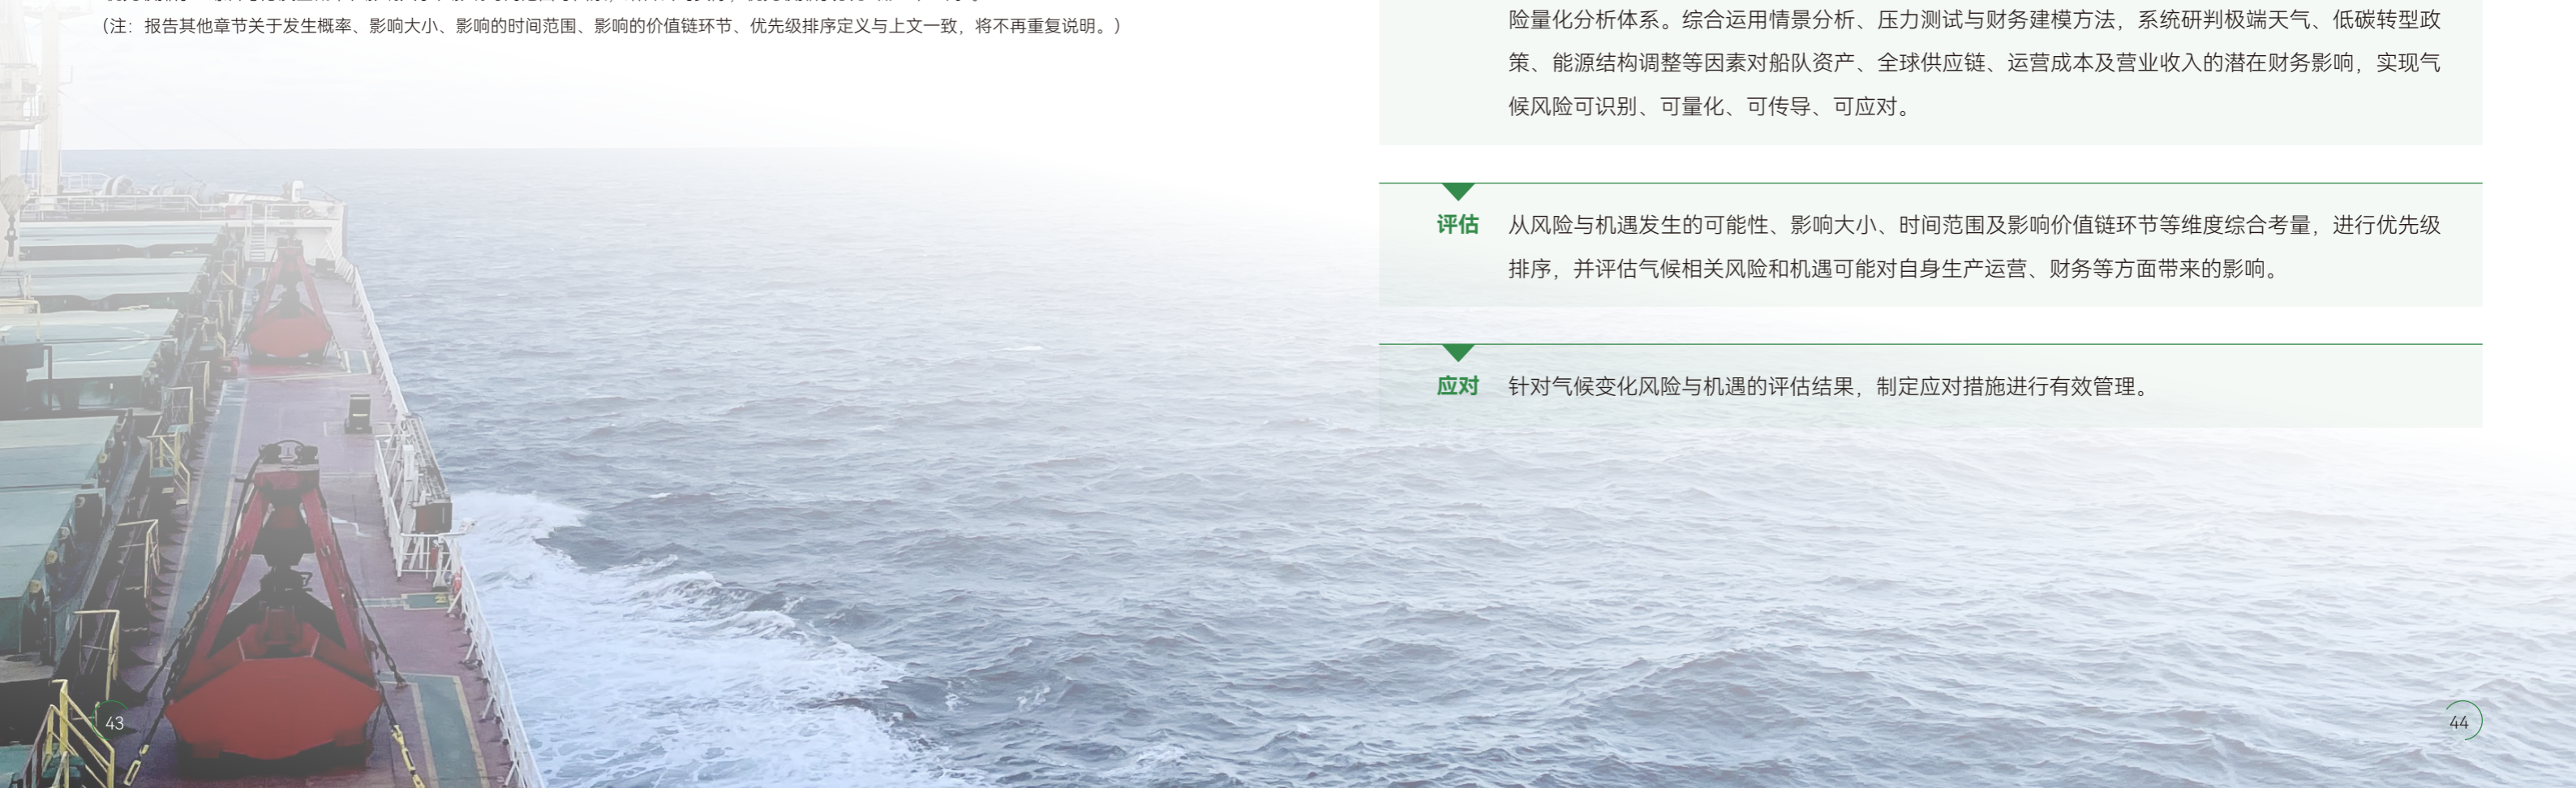 （注：报告其他章节关于发生概率、影响大小、影响的时间范围、影响的价值链环节、优先级排序定义与上文一致，将不再重复说明。）
险量化分析体系。综合运用情景分析、压力测试与财务建模方法，系统研判极端天气、低碳转型政
策、能源结构调整等因素对船队资产、全球供应链、运营成本及营业收入的潜在财务影响，实现气
候风险可识别、可量化、可传导、可应对。
评估 从风险与机遇发生的可能性、影响大小、时间范围及影响价值链环节等维度综合考量，进行优先级
排序，并评估气候相关风险和机遇可能对自身生产运营、财务等方面带来的影响。
应对 针对气候变化风险与机遇的评估结果，制定应对措施进行有效管理。
43
44